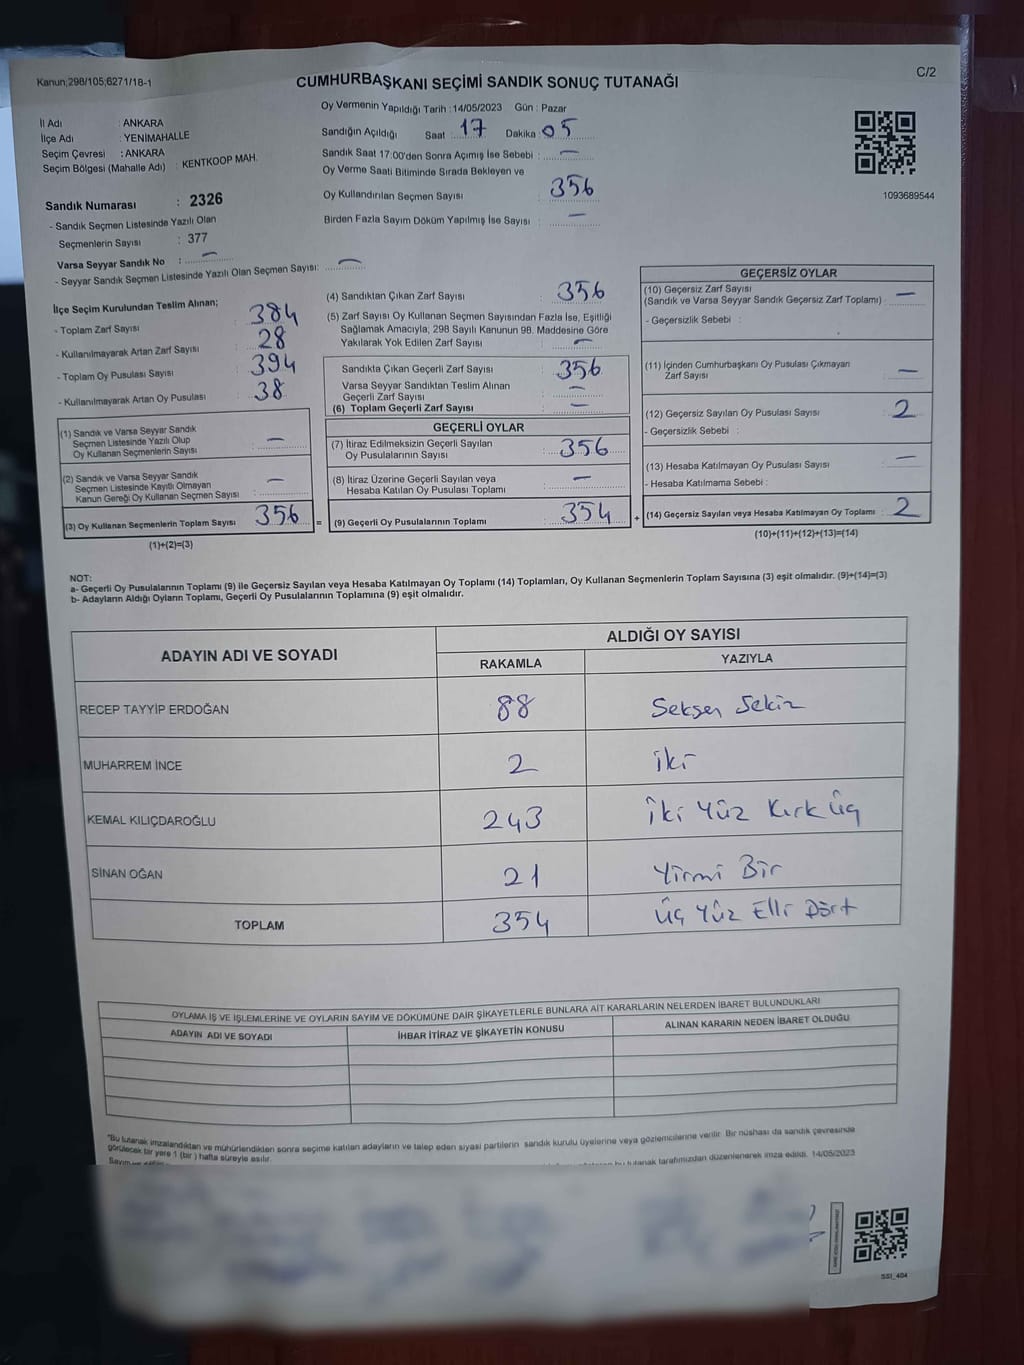 Kanun;298/105;6271/18-1
CUMHURBAŞKANI SEÇİMİ SANDIK SONUÇ TUTANAĞI
C/2
Oy Vermenin Yapıldığı Tarih : 14/05/2023 Gün : Pazar
İl Adı : ANKARA
İlçe Adı : YENİMAHALLE
Seçim Çevresi : ANKARA
Seçim Bölgesi (Mahalle Adı) : KENTKOOP MAH.
Sandığın Açıldığı Saat : 17 Dakika : 05
Sandık Saat 17:00'den Sonra Açımış İse Sebebi : —
Oy Verme Saati Bitiminde Sırada Bekleyen ve
Oy Kullandırılan Seçmen Sayısı : 356
Birden Fazla Sayım Döküm Yapılmış İse Sayısı : —
1093689544
Sandık Numarası : 2326
- Sandık Seçmen Listesinde Yazılı Olan
Seçmenlerin Sayısı : 377
Varsa Seyyar Sandık No : —
- Seyyar Sandık Seçmen Listesinde Yazılı Olan Seçmen Sayısı: —
İlçe Seçim Kurulundan Teslim Alınan;
- Toplam Zarf Sayısı : 384
- Kullanılmayarak Artan Zarf Sayısı : 28
- Toplam Oy Pusulası Sayısı : 394
- Kullanılmayarak Artan Oy Pusulası : 38
(1) Sandık ve Varsa Seyyar Sandık
Seçmen Listesinde Yazılı Olup
Oy Kullanan Seçmenlerin Sayısı : —
(2) Sandık ve Varsa Seyyar Sandık
Seçmen Listesinde Kayıtlı Olmayan
Kanun Gereği Oy Kullanan Seçmen Sayısı : —
(3) Oy Kullanan Seçmenlerin Toplam Sayısı 356
(1)+(2)=(3)
(4) Sandıktan Çıkan Zarf Sayısı : 356
(5) Zarf Sayısı Oy Kullanan Seçmen Sayısından Fazla İse, Eşitliği
Sağlamak Amacıyla; 298 Sayılı Kanunun 98. Maddesine Göre
Yakılarak Yok Edilen Zarf Sayısı : —
Sandıkta Çıkan Geçerli Zarf Sayısı : 356
Varsa Seyyar Sandıktan Teslim Alınan
Geçerli Zarf Sayısı : —
(6) Toplam Geçerli Zarf Sayısı : —
GEÇERLİ OYLAR
(7) İtiraz Edilmeksizin Geçerli Sayılan
Oy Pusulalarının Sayısı : 356
(8) İtiraz Üzerine Geçerli Sayılan veya
Hesaba Katılan Oy Pusulası Toplamı : —
= (9) Geçerli Oy Pusulalarının Toplamı : 354
GEÇERSİZ OYLAR
(10) Geçersiz Zarf Sayısı
(Sandık ve Varsa Seyyar Sandık Geçersiz Zarf Toplamı) : —
- Geçersizlik Sebebi :
(11) İçinden Cumhurbaşkanı Oy Pusulası Çıkmayan
Zarf Sayısı : —
(12) Geçersiz Sayılan Oy Pusulası Sayısı : 2
- Geçersizlik Sebebi :
(13) Hesaba Katılmayan Oy Pusulası Sayısı : —
- Hesaba Katılmama Sebebi :
+ (14) Geçersiz Sayılan veya Hesaba Katılmayan Oy Toplamı : 2
(10)+(11)+(12)+(13)=(14)
NOT:
a- Geçerli Oy Pusulalarının Toplamı (9) ile Geçersiz Sayılan veya Hesaba Katılmayan Oy Toplamı (14) Toplamları, Oy Kullanan Seçmenlerin Toplam Sayısına (3) eşit olmalıdır. (9)+(14)=(3)
b- Adayların Aldığı Oyların Toplamı, Geçerli Oy Pusulalarının Toplamına (9) eşit olmalıdır.
ADAYIN ADI VE SOYADI ALDIĞI OY SAYISI
RAKAMLA YAZIYLA
RECEP TAYYİP ERDOĞAN 88 Seksen Sekiz
MUHARREM İNCE 2 iki
KEMAL KILIÇDAROĞLU 243 iki Yüz Kırk üç
SİNAN OĞAN 21 Yirmi Bir
TOPLAM 354 üç Yüz Elli Dört
OYLAMA İŞ VE İŞLEMLERİNE VE OYLARIN SAYIM VE DÖKÜMÜNE DAİR ŞİKAYETLERLE BUNLARA AİT KARARLARIN NELERDEN İBARET BULUNDUKLARI
ADAYIN ADI VE SOYADI İHBAR İTİRAZ VE ŞİKAYETİN KONUSU ALINAN KARARIN NEDEN İBARET OLDUĞU
"Bu tutanak imzalandıktan ve mühürlendikten sonra seçime katılan adayların ve talep eden siyasi partilerin sandık kurulu üyelerine veya gözlemcilerine verilir. Bir nüshası da sandık çevresinde
görülecek bir yere 1 (bir ) hafta süreyle asılır.
bu tutanak tarafımızdan düzenlenerek imza edildi. 14/05/2023
SSI_404